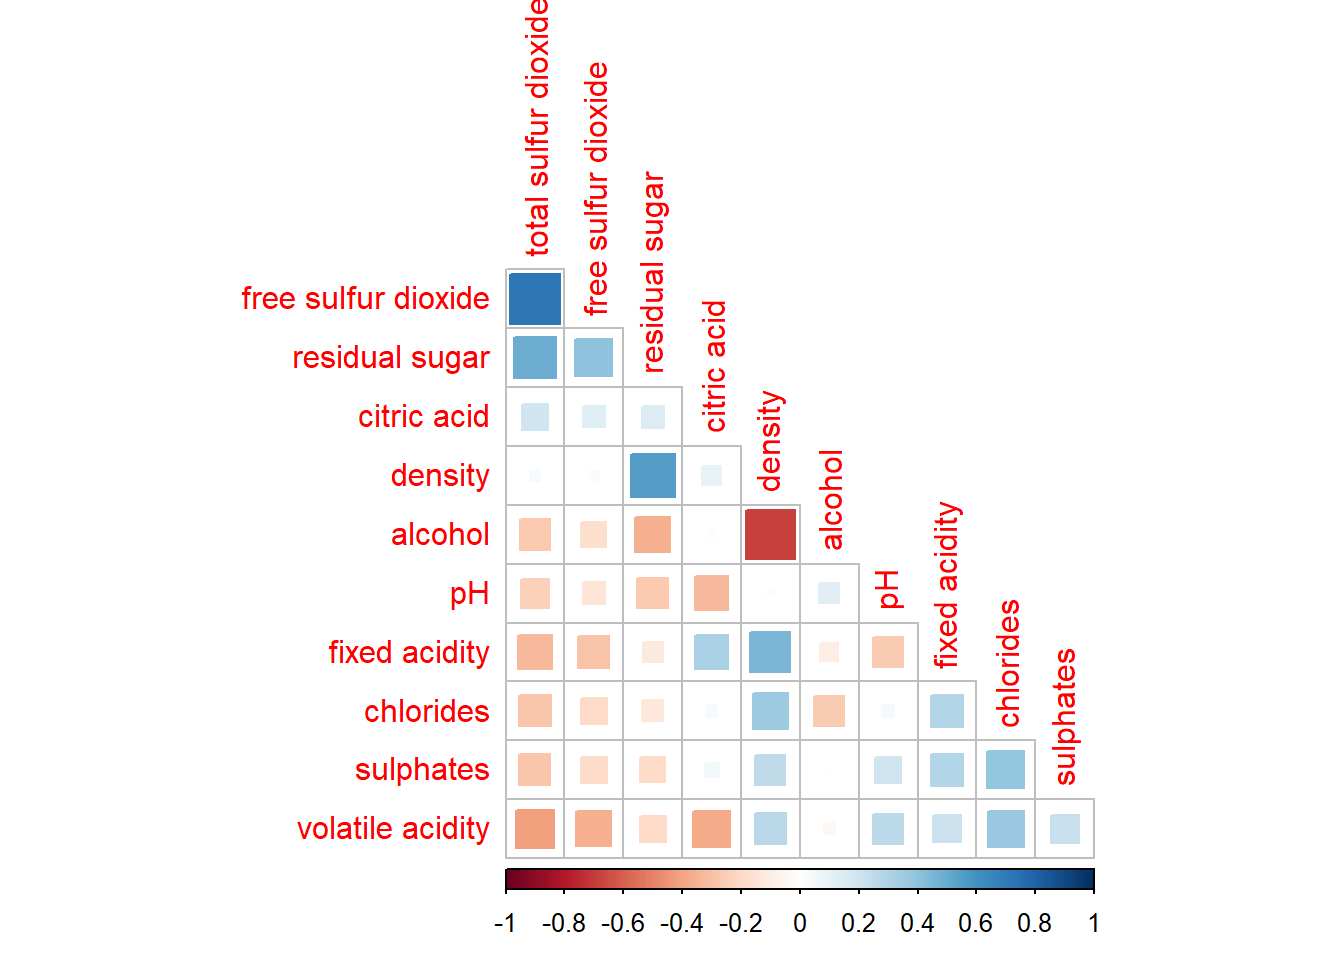 total sulfur dioxide
free sulfur dioxide
residual sugar
citric acid
density
alcohol
pH
fixed acidity
chlorides
sulphates
free sulfur dioxide
residual sugar
citric acid
density
alcohol
pH
fixed acidity
chlorides
sulphates
volatile acidity
-1 -0.8 -0.6 -0.4 -0.2 0 0.2 0.4 0.6 0.8 1